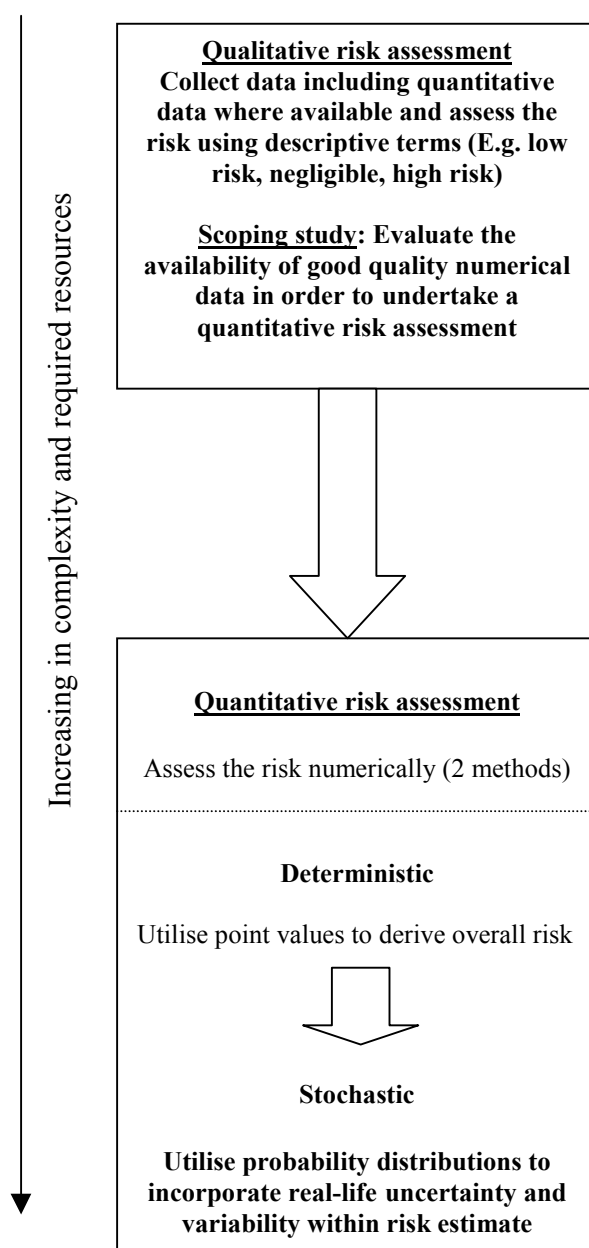 Qualitative risk assessment
Collect data including quantitative
data where available and assess the
risk using descriptive terms (E.g. low
risk, negligible, high risk)
Scoping study: Evaluate the
availability of good quality numerical
data in order to undertake a
quantitative risk assessment
Increasing in complexity and required resources
Quantitative risk assessment
Assess the risk numerically (2 methods)
Deterministic
Utilise point values to derive overall risk
Stochastic
Utilise probability distributions to
incorporate real-life uncertainty and
variability within risk estimate